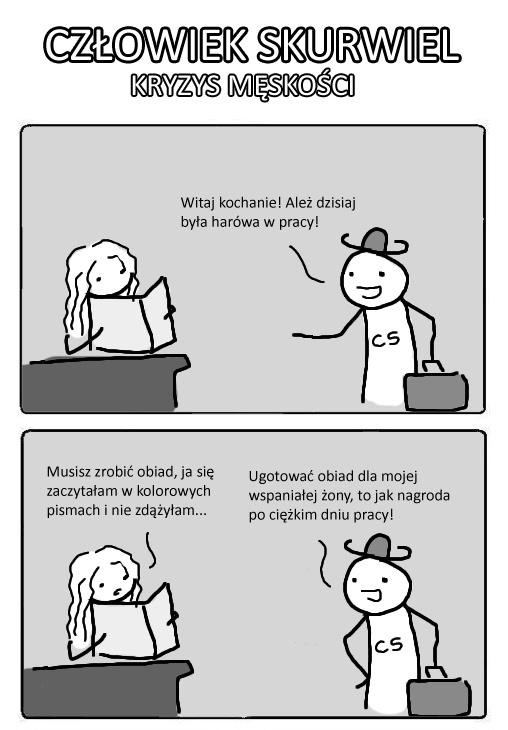 CZŁOWIEK SKURWIEL
KRYZYS MĘSKOŚCI
Witaj kochanie! Ależ dzisiaj
była harówa w pracy!
CS
Musisz zrobić obiad, ja się
zaczytałam w kolorowych
pismach i nie zdążyłam...
Ugotować obiad dla mojej
wspaniałej żony, to jak nagroda
po ciężkim dniu pracy!
CS